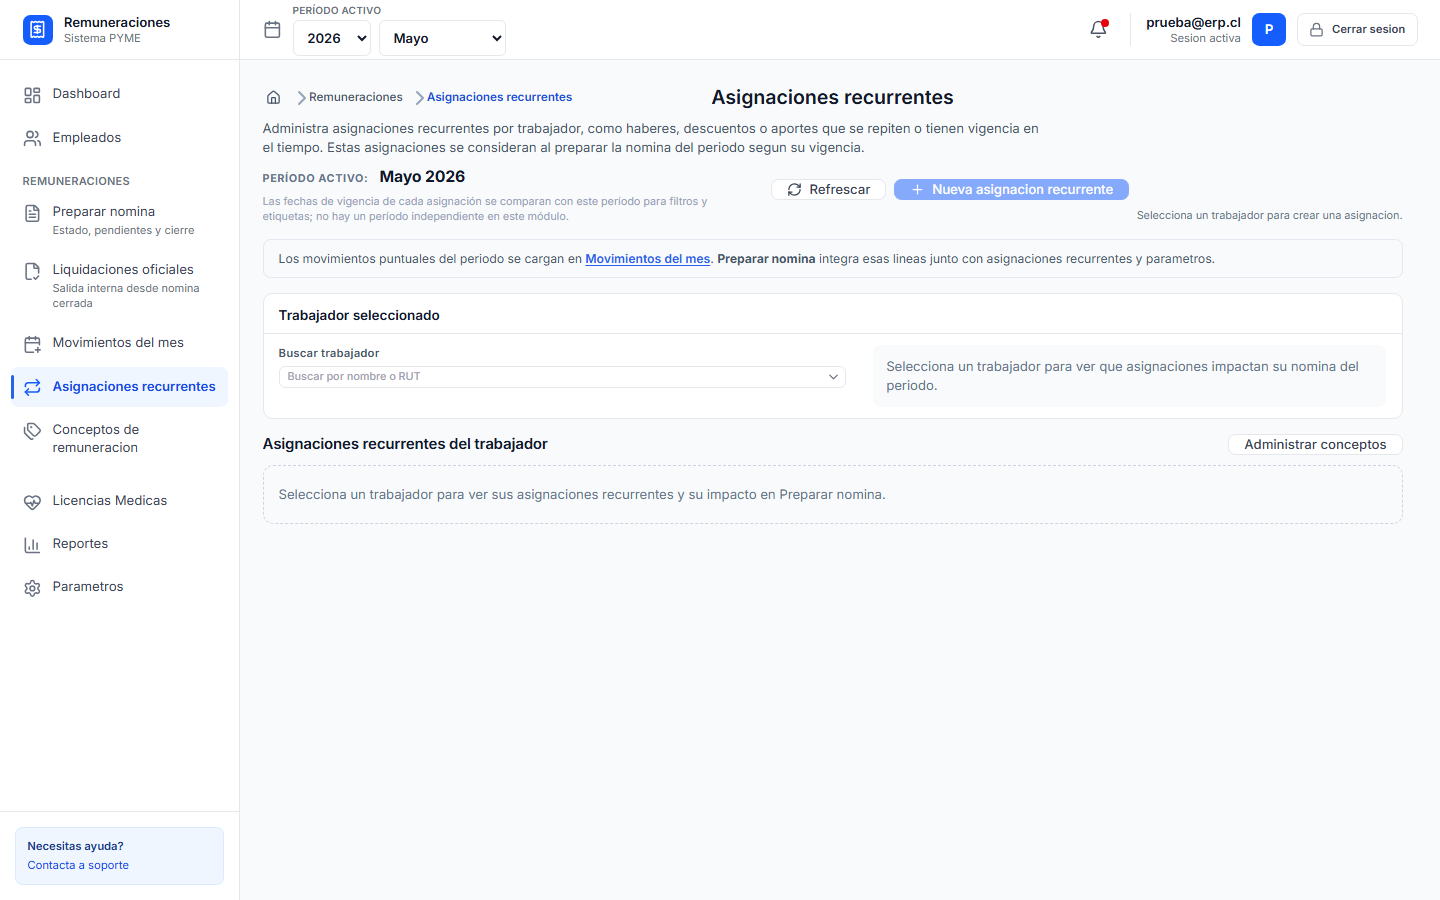 Remuneraciones
Sistema PYME
PERÍODO ACTIVO
2026
Mayo
prueba@erp.cl
Sesion activa
P
Cerrar sesion
Dashboard
Empleados
REMUNERACIONES
Preparar nomina
Estado, pendientes y cierre
Liquidaciones oficiales
Salida interna desde nomina
cerrada
Movimientos del mes
Asignaciones recurrentes
Conceptos de
remuneracion
Licencias Medicas
Reportes
Parametros
Necesitas ayuda?
Contacta a soporte
Remuneraciones
Asignaciones recurrentes
Asignaciones recurrentes
Administra asignaciones recurrentes por trabajador, como haberes, descuentos o aportes que se repiten o tienen vigencia en
el tiempo. Estas asignaciones se consideran al preparar la nomina del periodo segun su vigencia.
PERÍODO ACTIVO: Mayo 2026
Las fechas de vigencia de cada asignación se comparan con este período para filtros y
etiquetas; no hay un período independiente en este módulo.
Refrescar
Nueva asignacion recurrente
Selecciona un trabajador para crear una asignacion.
Los movimientos puntuales del periodo se cargan en Movimientos del mes. Preparar nomina integra esas lineas junto con asignaciones recurrentes y parametros.
Trabajador seleccionado
Buscar trabajador
Buscar por nombre o RUT
Selecciona un trabajador para ver que asignaciones impactan su nomina del
periodo.
Asignaciones recurrentes del trabajador
Administrar conceptos
Selecciona un trabajador para ver sus asignaciones recurrentes y su impacto en Preparar nomina.